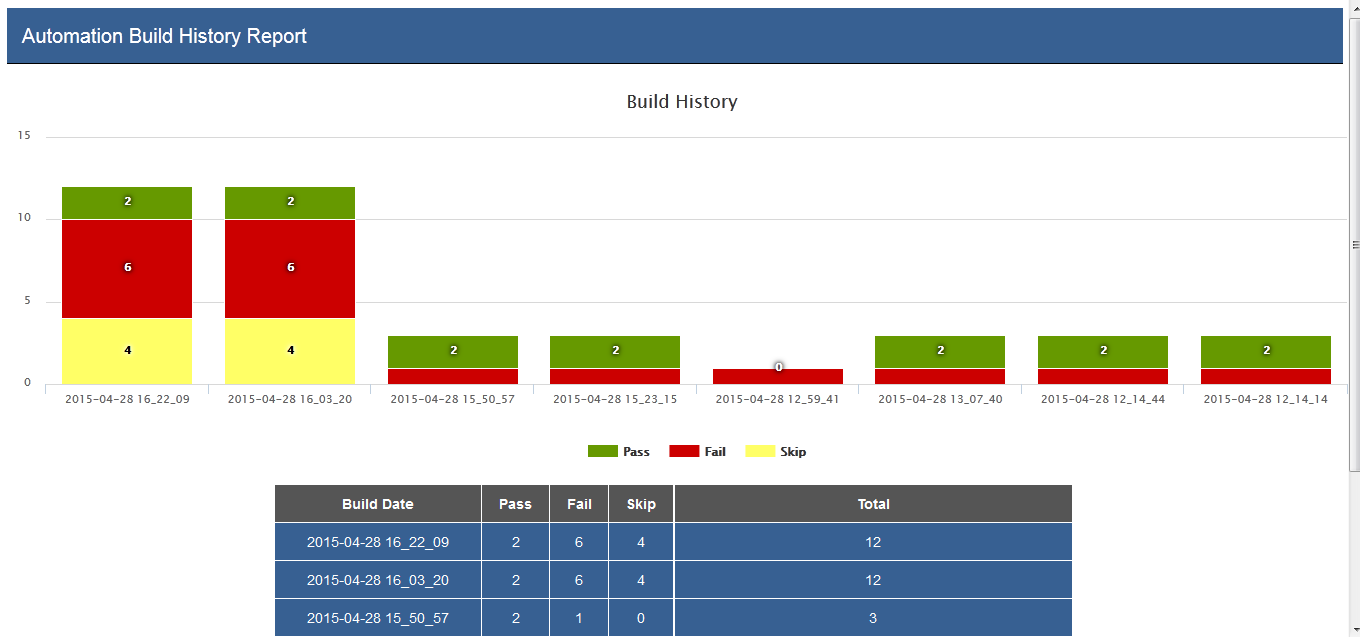 Automation Build History Report
Build History
15
10
5
0
2 2
6 6
4 4 2 2 0 2 2 2
2015-04-28 16_22_09 2015-04-28 16_03_20 2015-04-28 15_50_57 2015-04-28 15_23_15 2015-04-28 12_59_41 2015-04-28 13_07_40 2015-04-28 12_14_44 2015-04-28 12_14_14
Pass Fail Skip
Build Date Pass Fail Skip Total
2015-04-28 16_22_09 2 6 4 12
2015-04-28 16_03_20 2 6 4 12
2015-04-28 15_50_57 2 1 0 3